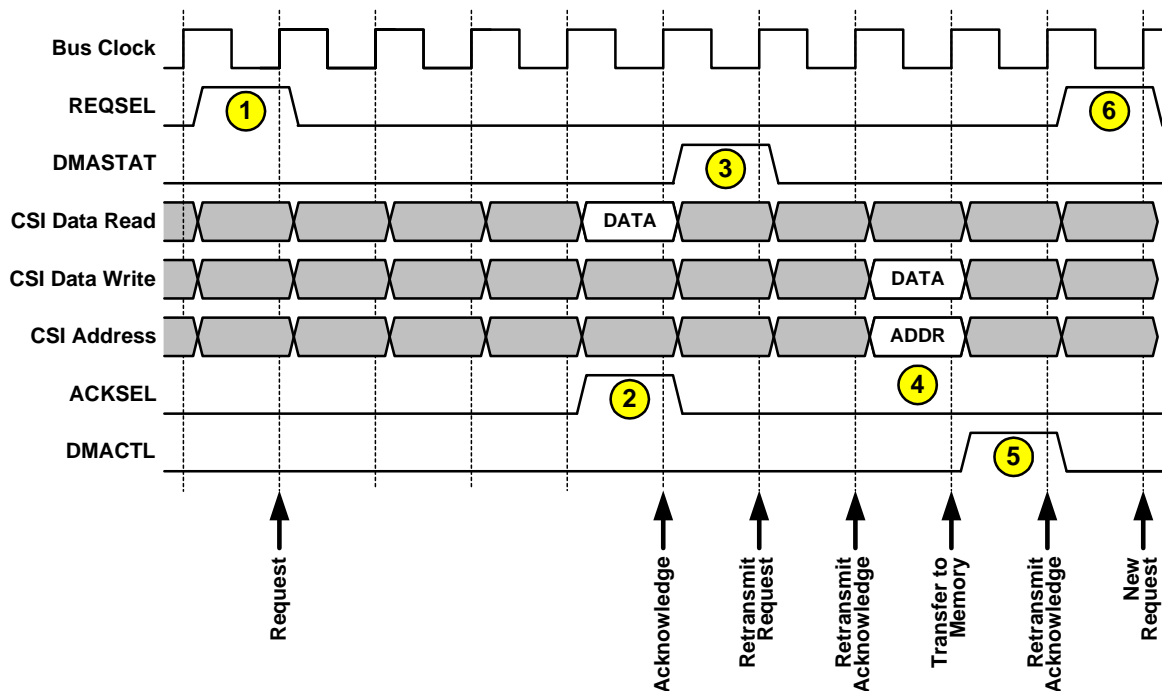 Bus Clock
REQSEL
1
6
DMASTAT
3
CSI Data Read
DATA
CSI Data Write
DATA
CSI Address
ADDR
ACKSEL
2
4
DMACTL
5
Request
Acknowledge
Retransmit
Request
Retransmit
Acknowledge
Transfer to
Memory
Retransmit
Acknowledge
New
Request